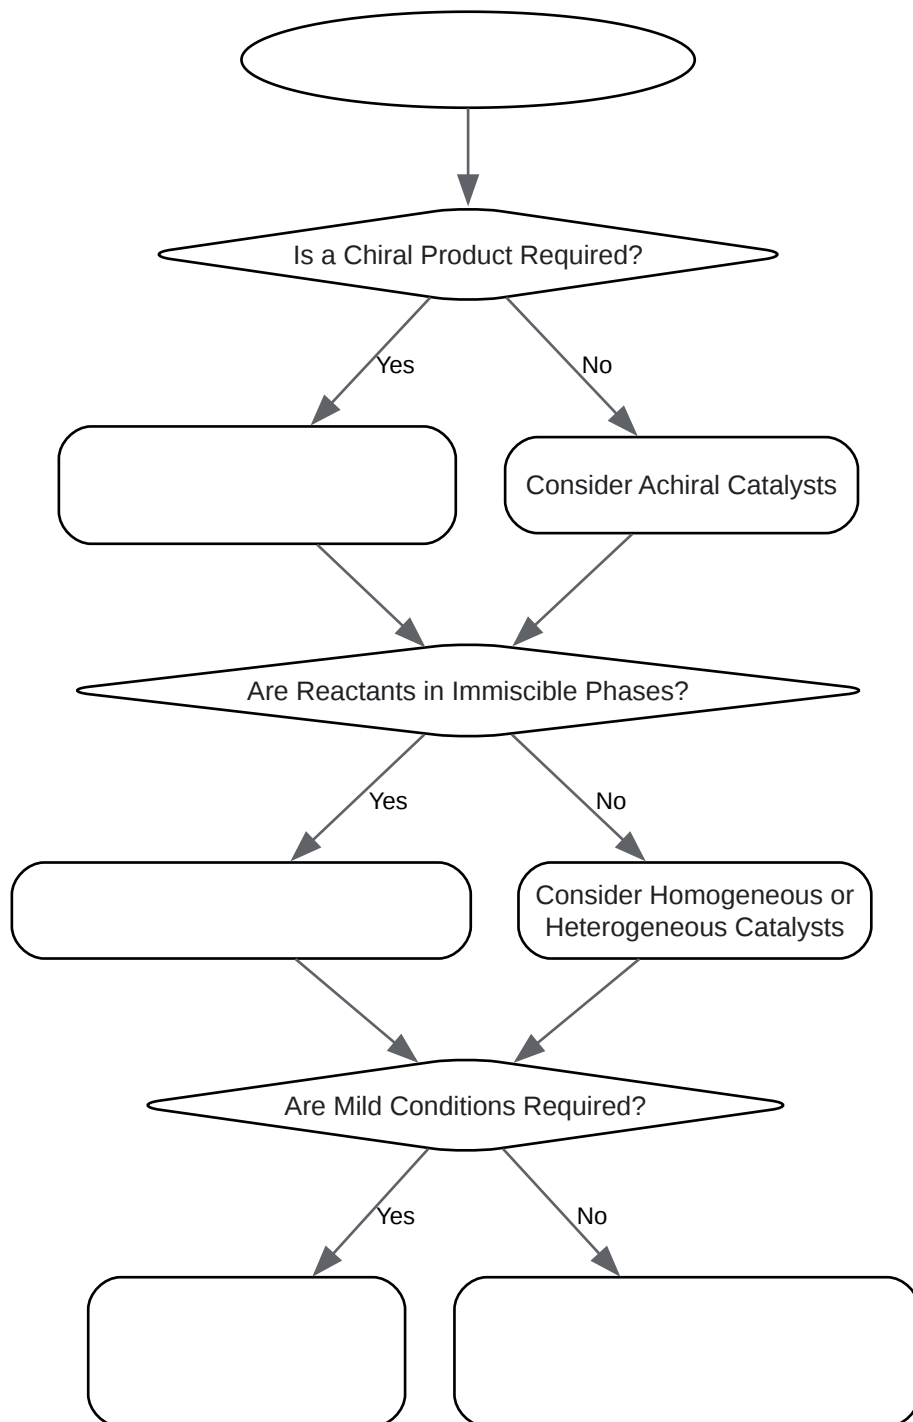 Is a Chiral Product Required?
Yes
No
Consider Achiral Catalysts
Are Reactants in Immiscible Phases?
Yes
No
Consider Homogeneous or
Heterogeneous Catalysts
Are Mild Conditions Required?
Yes
No